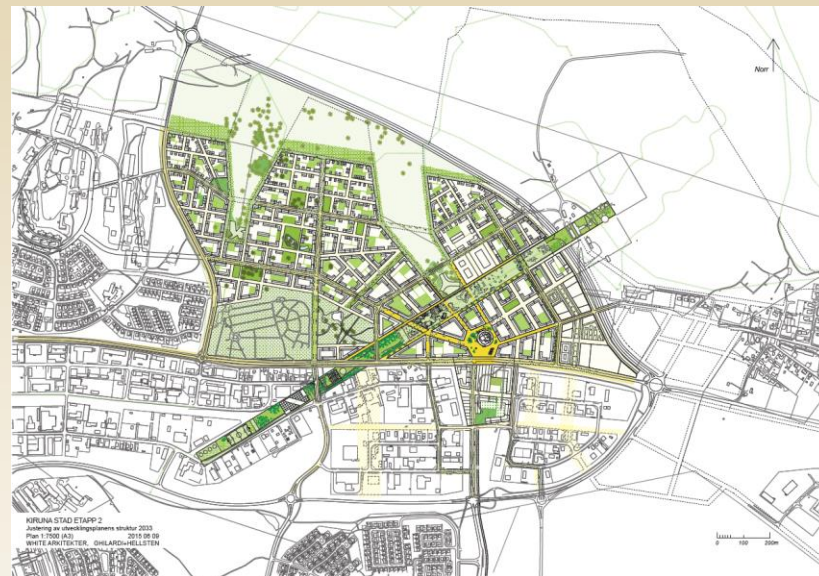 Norr
KIRUNA STAD ETAPP 2
Justering av utvecklingsplanens struktur 2033
Plan 1:7500 (A3) 2015 06 09
WHITE ARKITEKTER, GHILARDI+HELLSTEN
0 100 200m